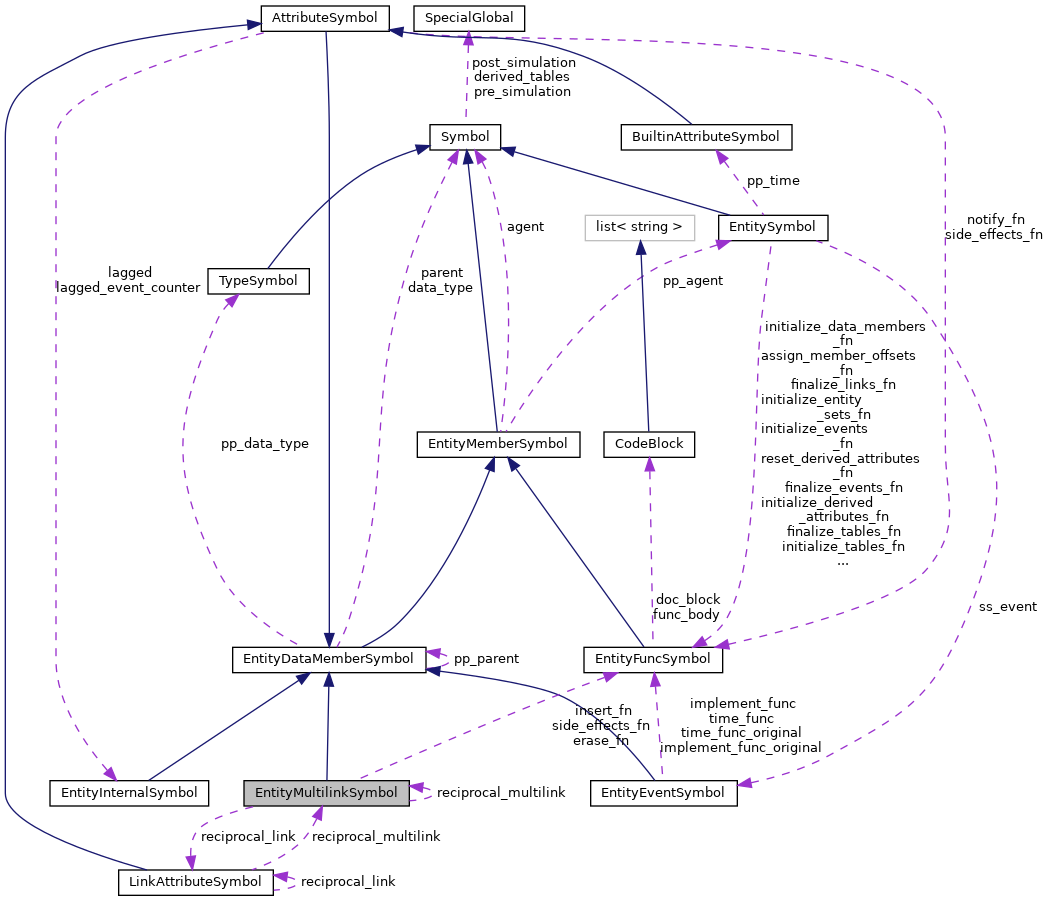 AttributeSymbol
SpecialGlobal
post_simulation
derived_tables
pre_simulation
Symbol
BuiltinAttributeSymbol
pp_time
list< string >
EntitySymbol
agent
notify_fn
side_effects_fn
lagged
lagged_event_counter
TypeSymbol
parent
data_type
pp_agent
initialize_data_members
_fn
assign_member_offsets
_fn
finalize_links_fn
initialize_entity
_sets_fn
initialize_events
_fn
reset_derived_attributes
_fn
finalize_events_fn
initialize_derived
_attributes_fn
finalize_tables_fn
initialize_tables_fn
...
pp_data_type
EntityMemberSymbol
CodeBlock
doc_block
func_body
ss_event
EntityDataMemberSymbol
pp_parent
EntityFuncSymbol
insert_fn
side_effects_fn
erase_fn
implement_func
time_func
time_func_original
implement_func_original
EntityInternalSymbol
EntityMultilinkSymbol
reciprocal_multilink
EntityEventSymbol
reciprocal_link
reciprocal_multilink
LinkAttributeSymbol
reciprocal_link